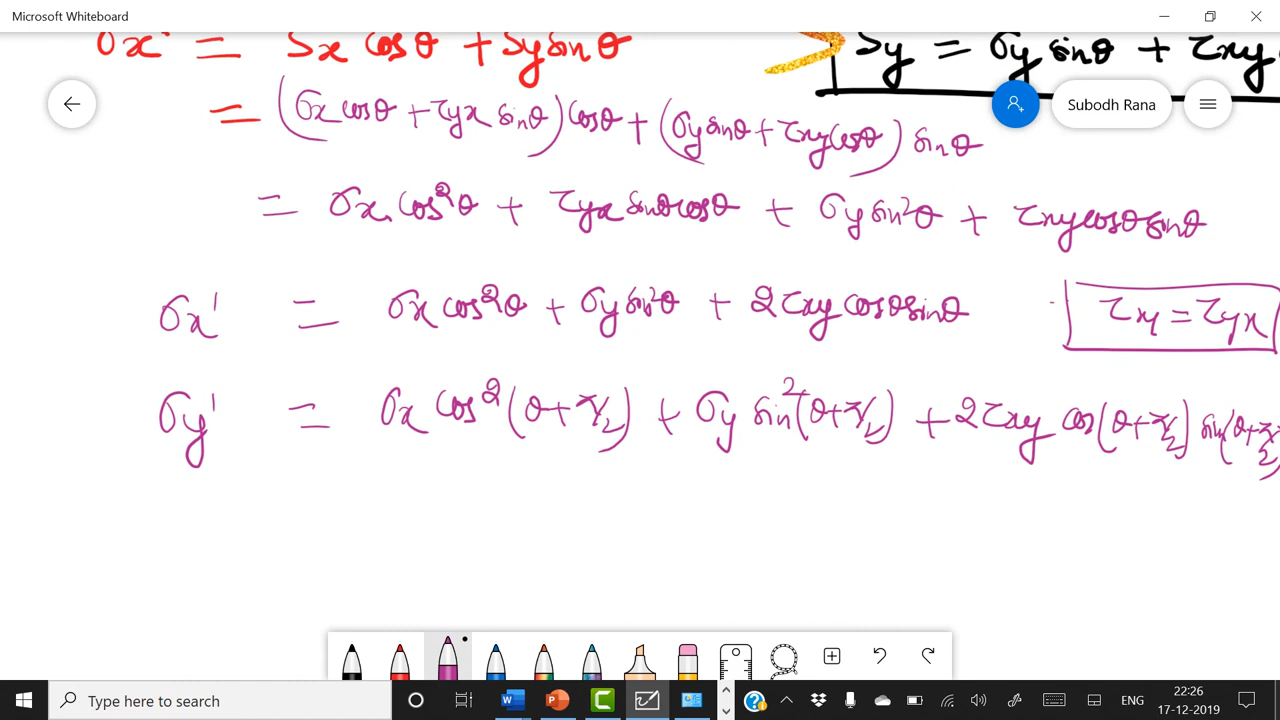 Microsoft Whiteboard
σx' = Sx cosθ + Sy sinθ
Sy = σy sinθ + τxy
Subodh Rana
= (σx cosθ + τyx sinθ) cosθ + (σy sinθ + τxy cosθ) sinθ
= σx cos²θ + τyx sinθ cosθ + σy sin²θ + τxy cosθ sinθ
σx' = σx cos²θ + σy sin²θ + 2τxy cosθ sinθ
τxy = τyx
σy' = σx cos²(θ+π/2) + σy sin²(θ+π/2) + 2τxy cos(θ+π/2) sin(θ+π/2)
Type here to search
ENG
22:26
17-12-2019